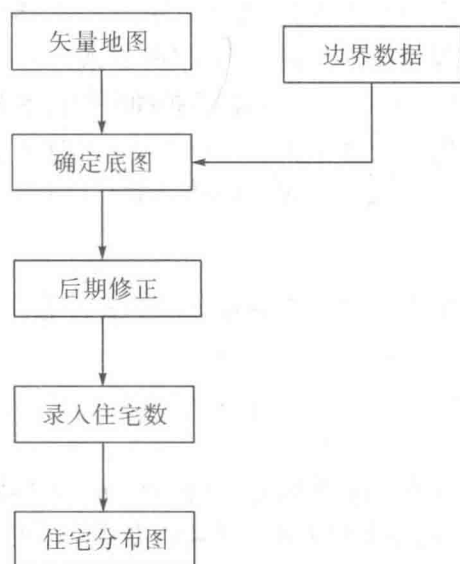 矢量地图
边界数据
确定底图
后期修正
录入住宅数
住宅分布图